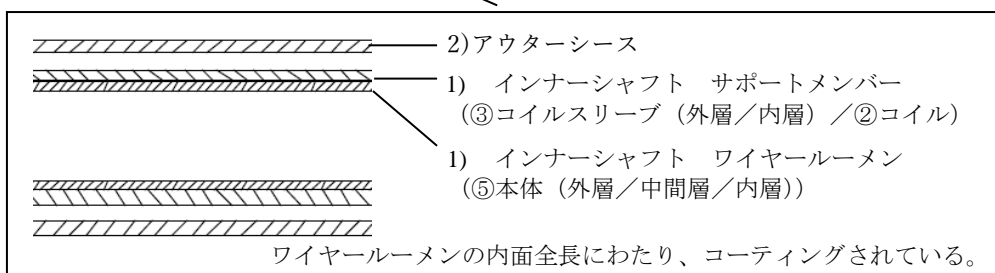 2)アウターシース
1) インナーシャフト サポートメンバー
(③コイルスリーブ(外層/内層)/②コイル)
1) インナーシャフト ワイヤールーメン
(⑤本体(外層/中間層/内層))
ワイヤールーメンの内面全長にわたり、コーティングされている。